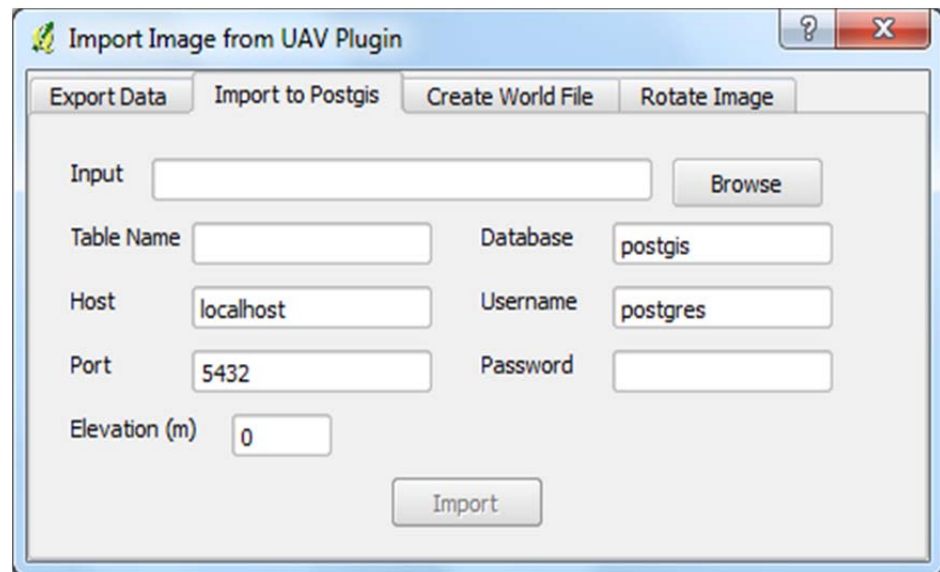 Import Image from UAV Plugin
Export Data Import to Postgis Create World File Rotate Image
Input Browse
Table Name Database postgis
Host localhost Username postgres
Port 5432 Password
Elevation (m) 0
Import